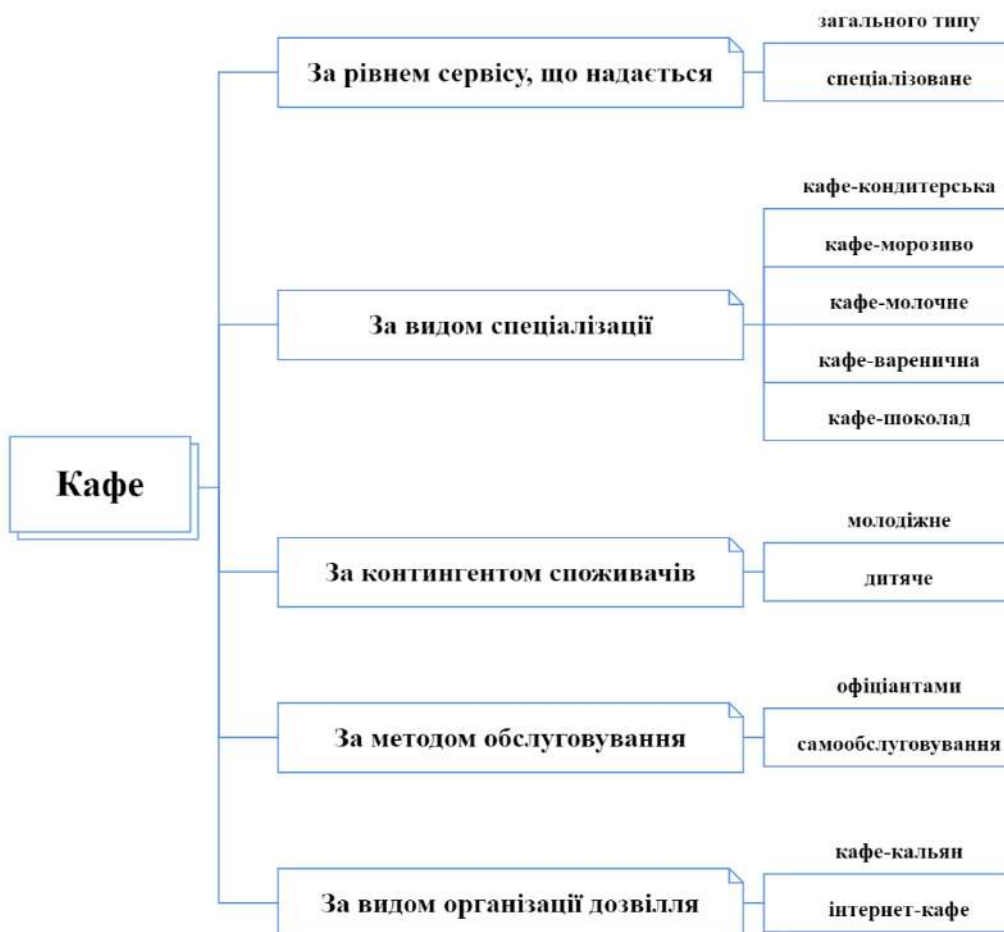 Кафе
За рівнем сервісу, що надається
загального типу
спеціалізоване
За видом спеціалізації
кафе-кондитерська
кафе-морозиво
кафе-молочне
кафе-варенична
кафе-шоколад
За контингентом споживачів
молодіжне
дитяче
За методом обслуговування
офіціантами
самообслуговування
За видом організації дозвілля
кафе-кальян
інтернет-кафе